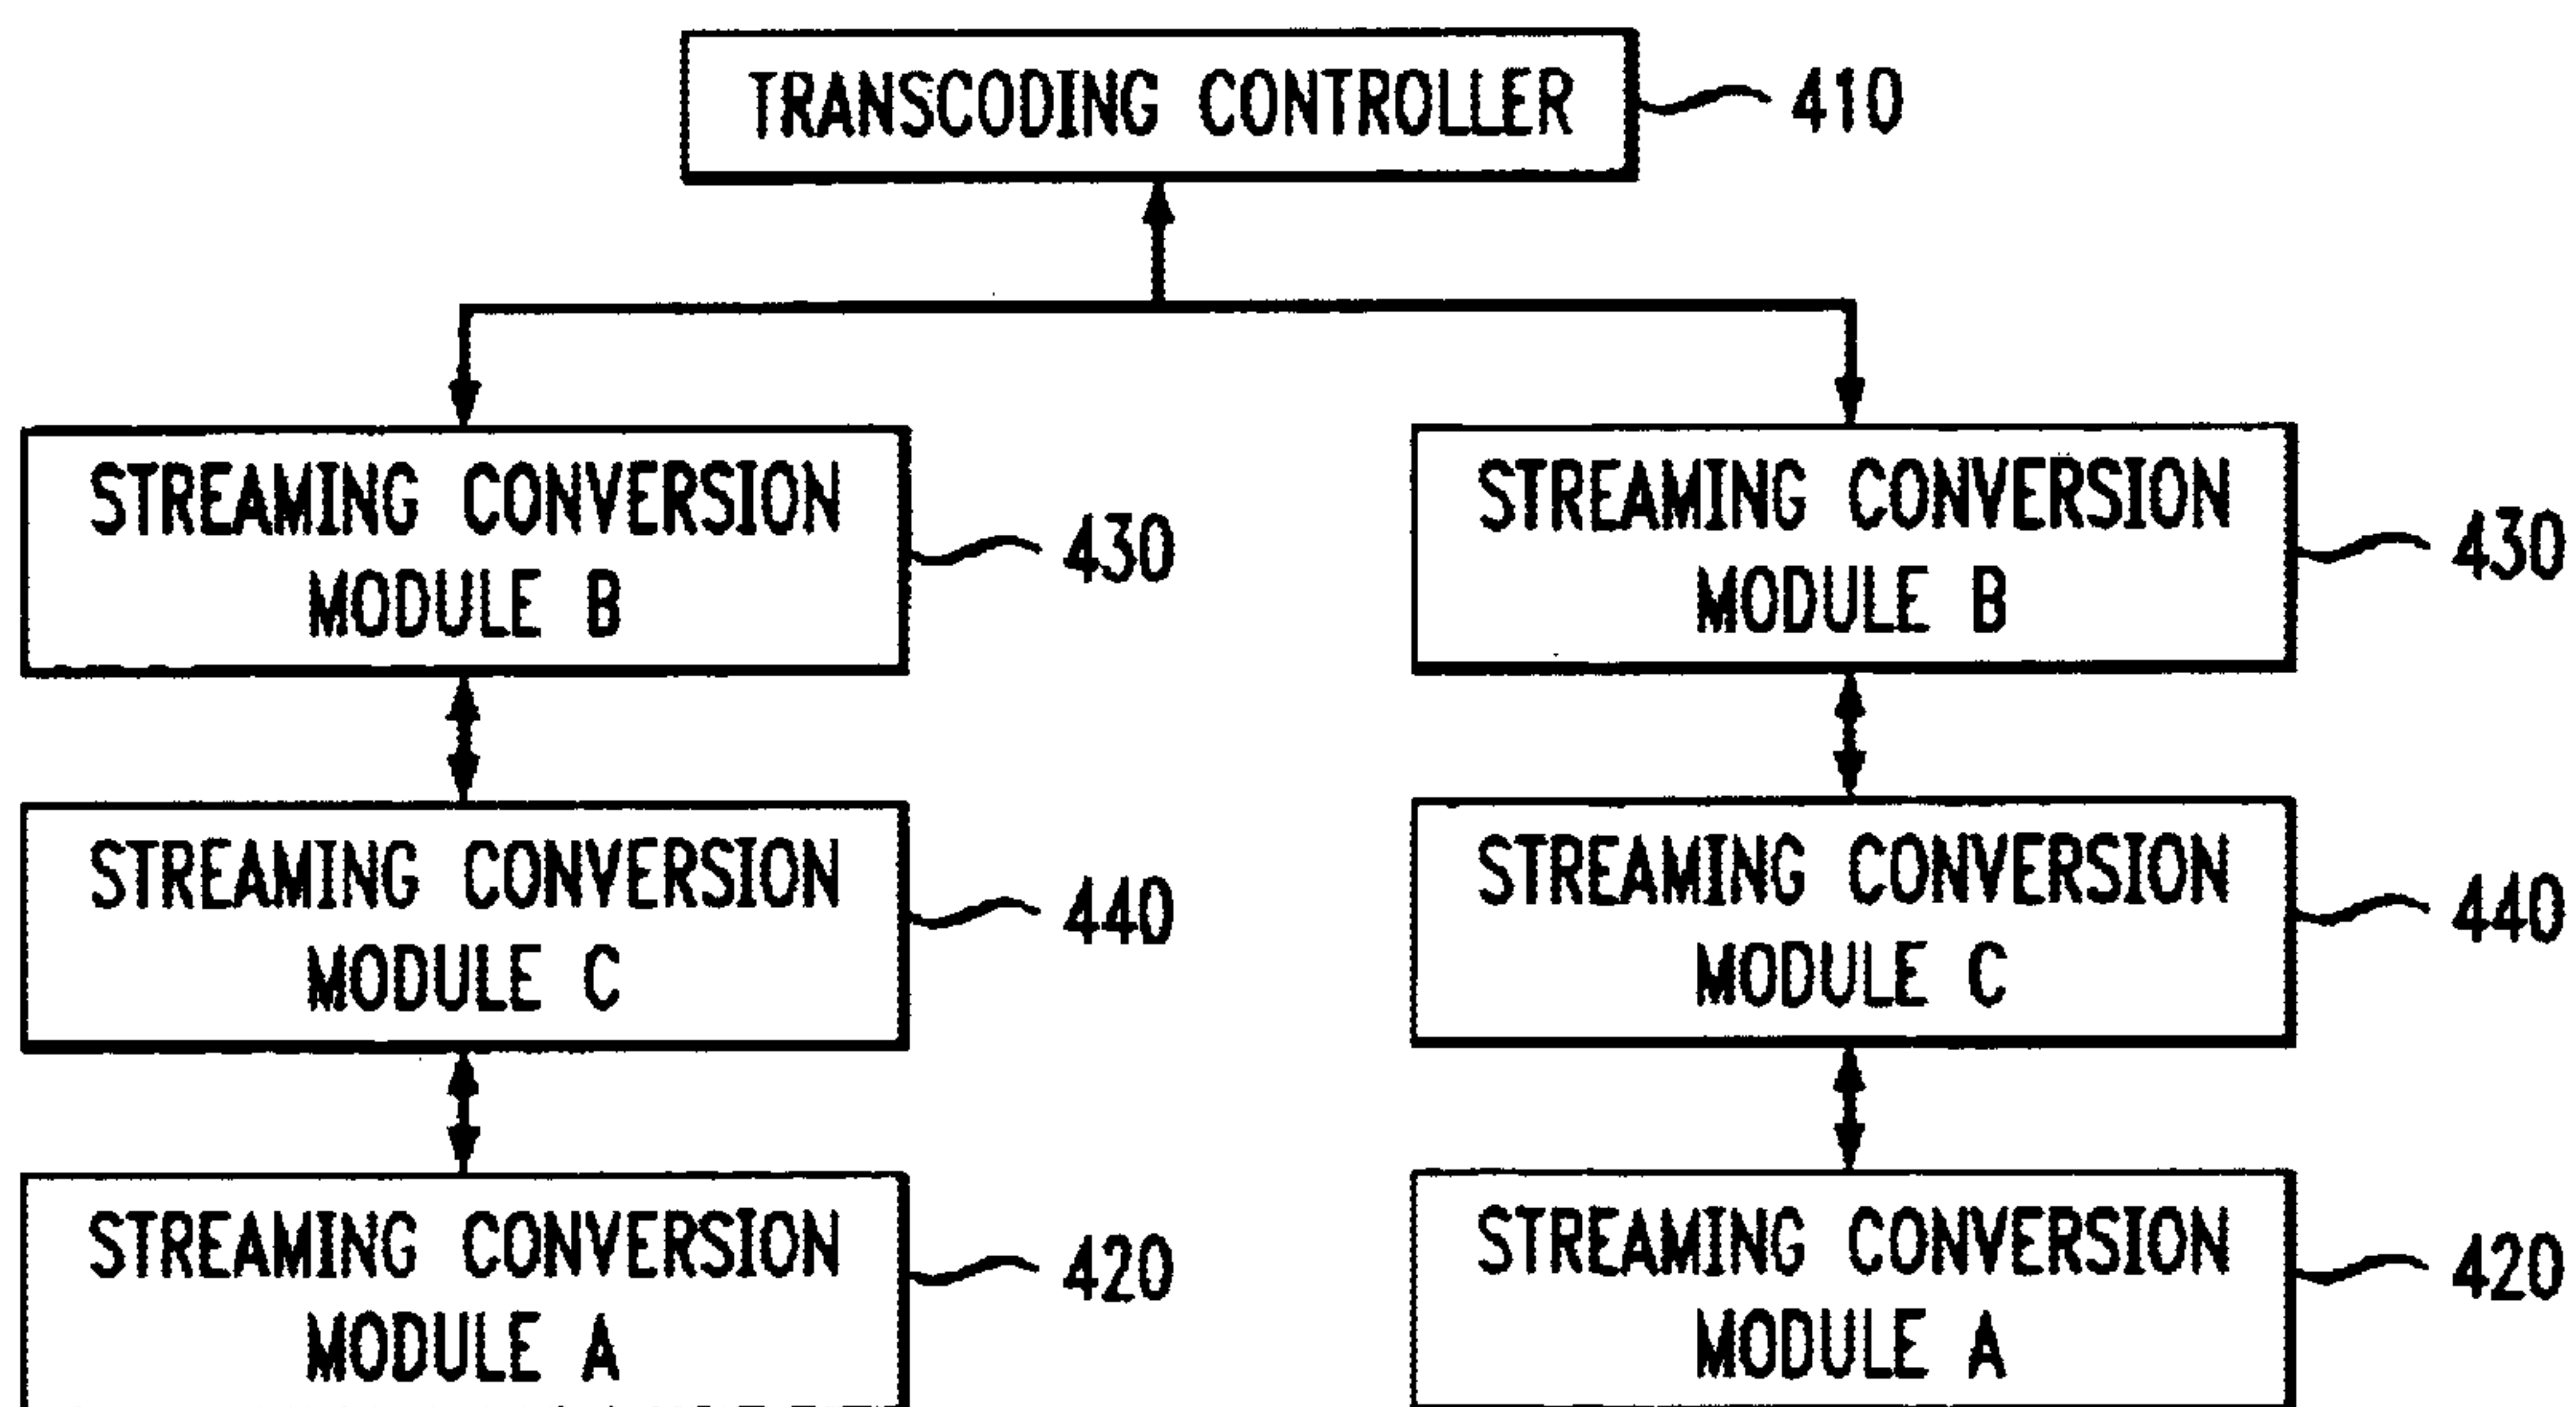 TRANSCODING CONTROLLER
410
STREAMING CONVERSION
MODULE B
430
STREAMING CONVERSION
MODULE B
430
STREAMING CONVERSION
MODULE C
440
STREAMING CONVERSION
MODULE C
440
STREAMING CONVERSION
MODULE A
420
STREAMING CONVERSION
MODULE A
420